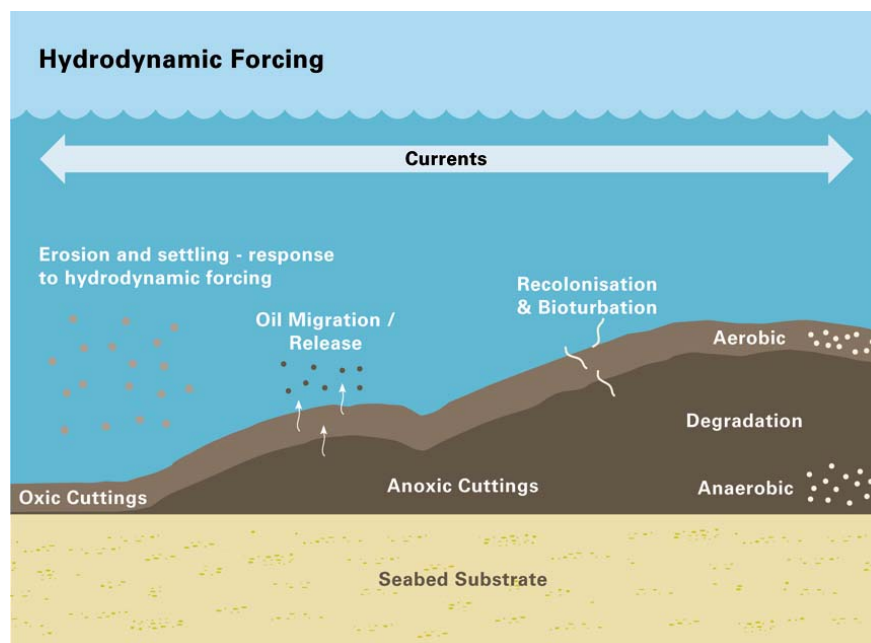 Hydrodynamic Forcing
Currents
Erosion and settling - response
to hydrodynamic forcing
Oil Migration /
Release
Recolonisation
& Bioturbation
Aerobic
Degradation
Oxic Cuttings
Anoxic Cuttings
Anaerobic
Seabed Substrate